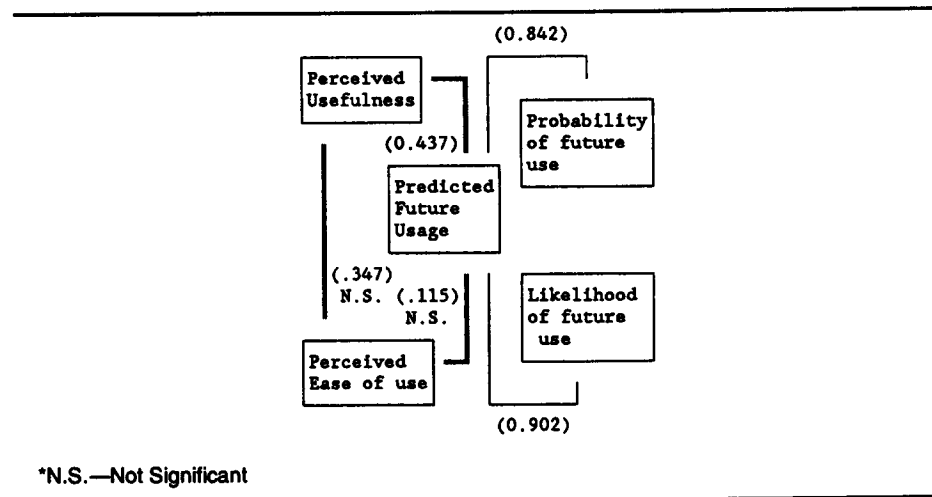 (0.842)
Perceived
Usefulness
Probability
of future
use
(0.437)
Predicted
Future
Usage
(.347)
N.S.
(.115)
N.S.
Likelihood
of future
use
Perceived
Ease of use
(0.902)
*N.S.—Not Significant